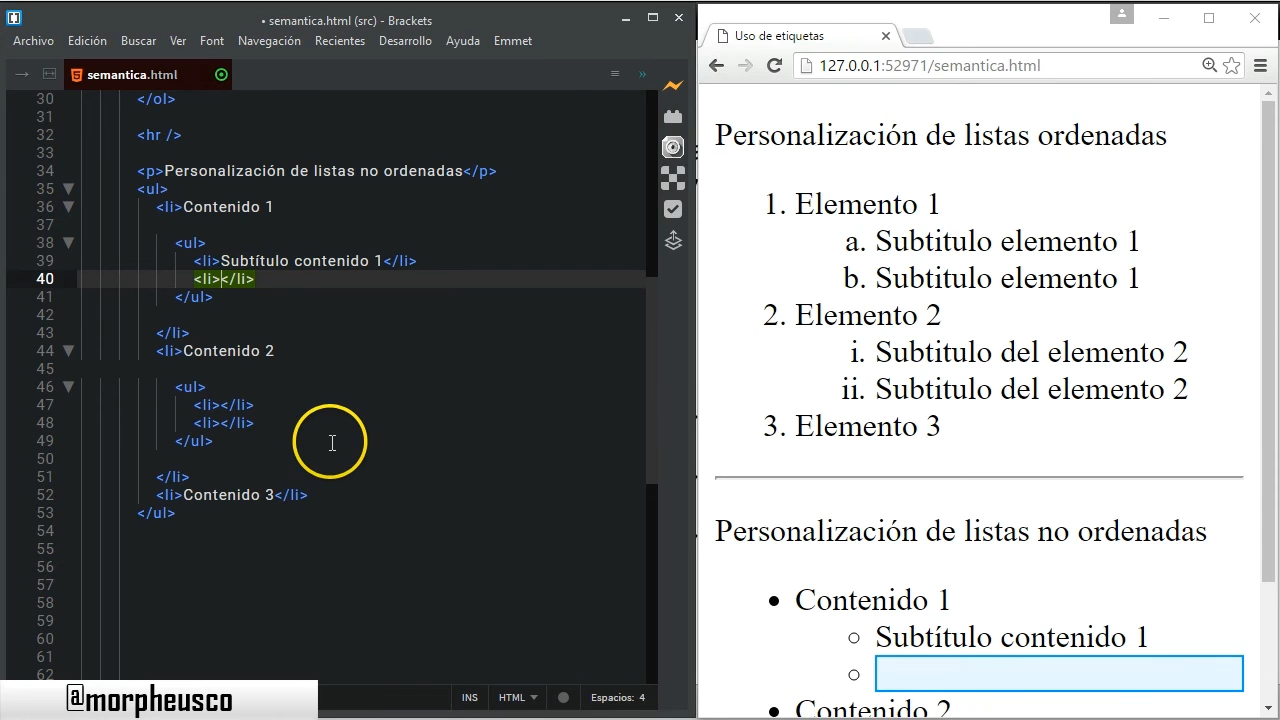 • semantica.html (src) - Brackets
Archivo Edición Buscar Ver Font Navegación Recientes Desarrollo Ayuda Emmet
semantica.html
30 </ol>
31
32 <hr />
33
34 <p>Personalización de listas no ordenadas</p>
35 <ul>
36 <li>Contenido 1
37
38 <ul>
39 <li>Subtítulo contenido 1</li>
40 <li></li>
41 </ul>
42
43 </li>
44 <li>Contenido 2
45
46 <ul>
47 <li></li>
48 <li></li>
49 </ul>
50
51 </li>
52 <li>Contenido 3</li>
53 </ul>
54
55
56
57
58
59
60
61
62
INS HTML Espacios: 4
@morpheusco
Uso de etiquetas
127.0.0.1:52971/semantica.html
Personalización de listas ordenadas
1. Elemento 1
a. Subtitulo elemento 1
b. Subtitulo elemento 1
2. Elemento 2
i. Subtitulo del elemento 2
ii. Subtitulo del elemento 2
3. Elemento 3
Personalización de listas no ordenadas
• Contenido 1
○ Subtítulo contenido 1
○
• Contenido 2